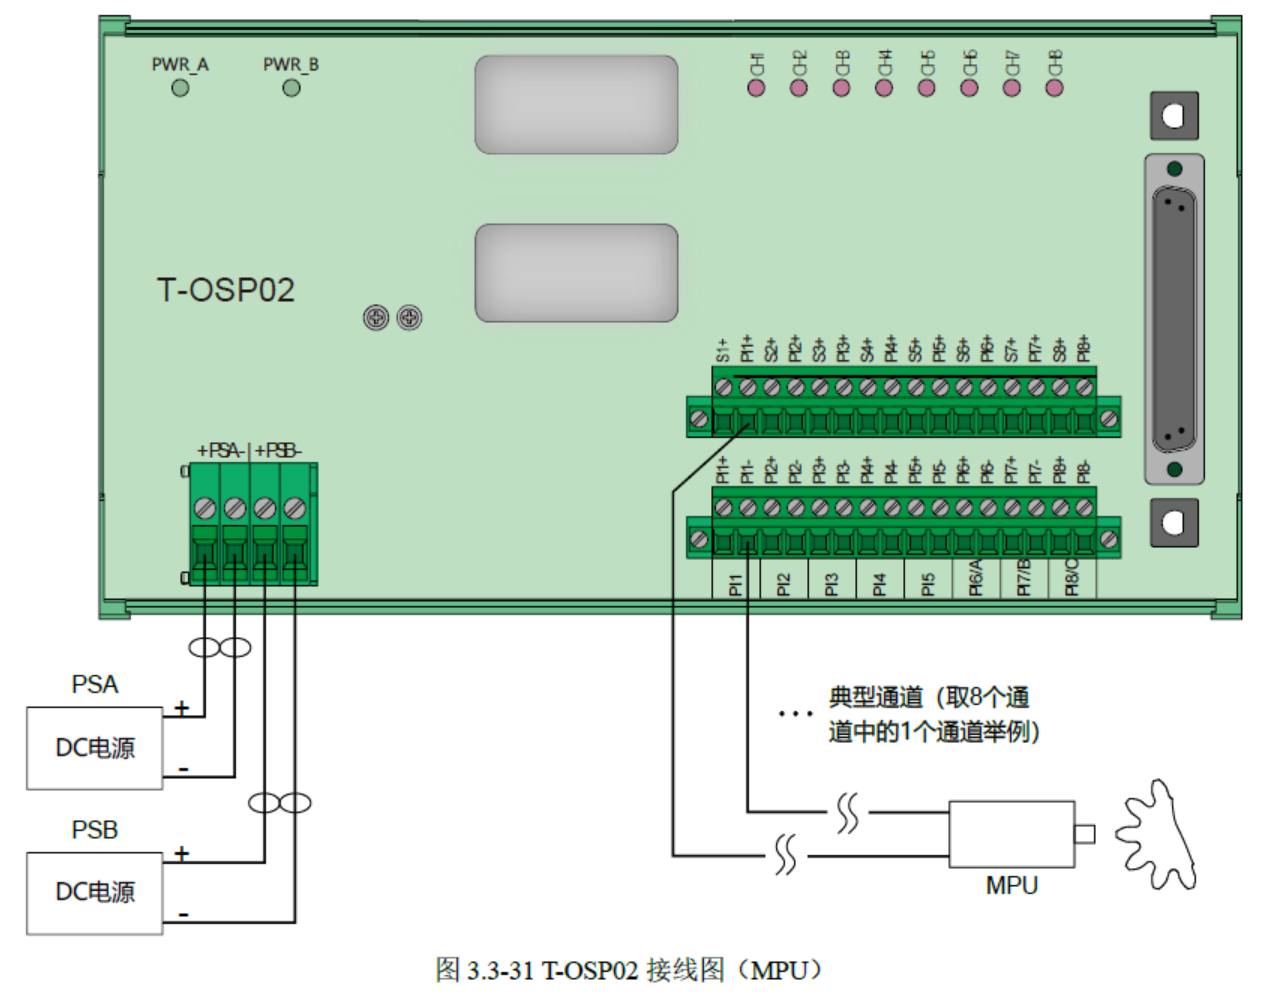 PWR_A
PWR_B
CH1
CH2
CH3
CH4
CH5
CH6
CH7
CH8
T-OSP02
S1+ PI1+ S2+ PI2+ S3+ PI3+ S4+ PI4+ S5+ PI5+ S6+ PI6+ S7+ PI7+ S8+ PI8+
+PSA-|+PSB-
PI1+ PI1- PI2+ PI2- PI3+ PI3- PI4+ PI4- PI5+ PI5- PI6+ PI6- PI7+ PI7- PI8+ PI8-
PI1 PI2 PI3 PI4 PI5 PI6/A PI7/B PI8/C
PSA
+
DC电源
-
PSB
+
DC电源
-
… 典型通道（取8个通
道中的1个通道举例）
MPU
图 3.3-31 T-OSP02 接线图（MPU）